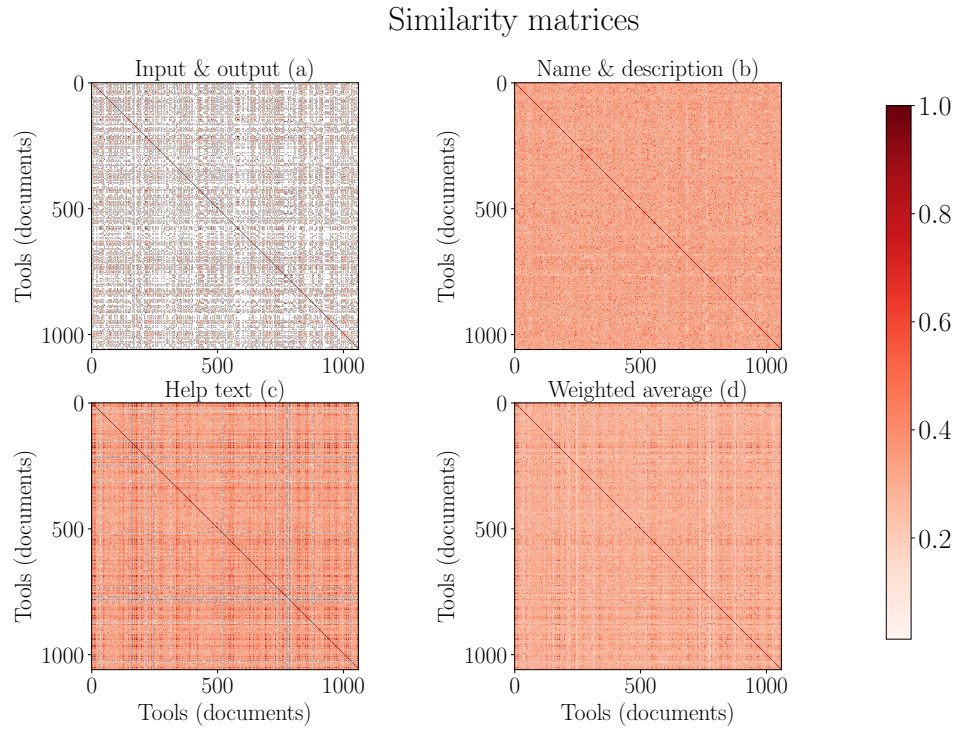 Similarity matrices
Input & output (a)
Name & description (b)
0
500
1000
Tools (documents)
0 500 1000
0
500
1000
Tools (documents)
0 500 1000
Help text (c)
Weighted average (d)
0
500
1000
Tools (documents)
0 500 1000
Tools (documents)
0
500
1000
Tools (documents)
0 500 1000
Tools (documents)
1.0
0.8
0.6
0.4
0.2